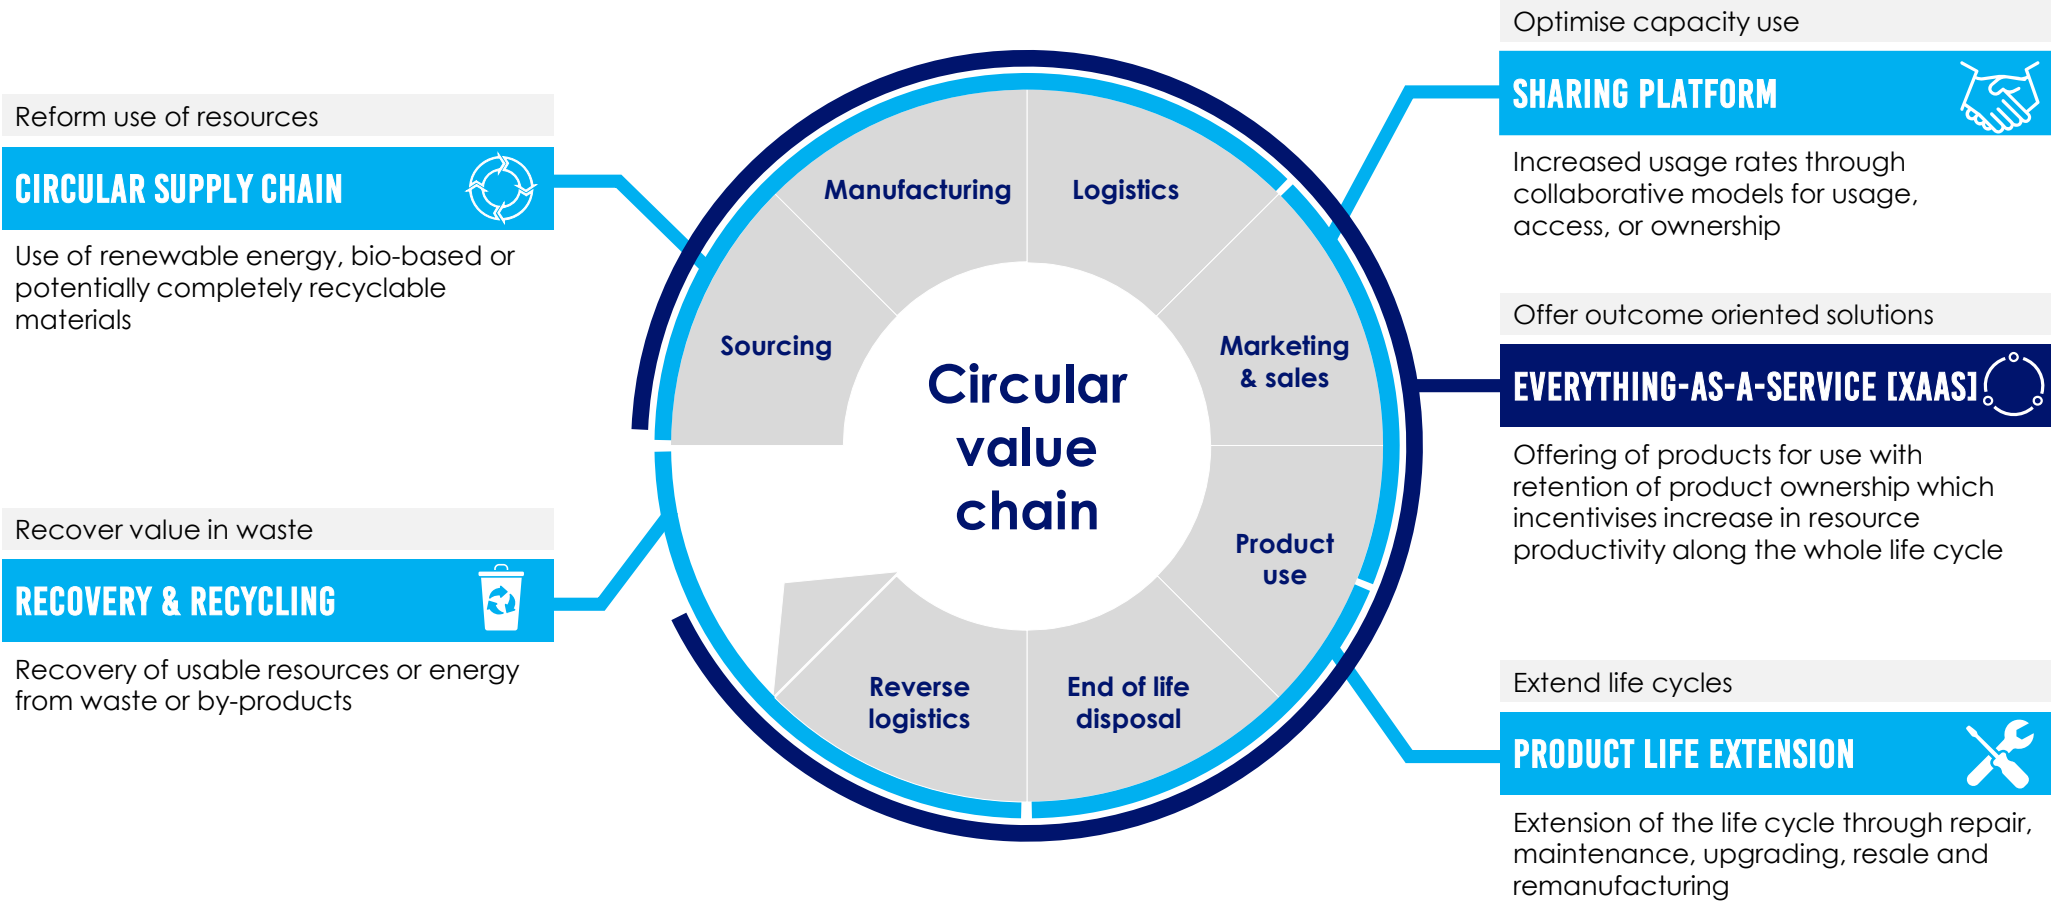 Reform use of resources
CIRCULAR SUPPLY CHAIN
Use of renewable energy, bio-based or
potentially completely recyclable
materials
Recover value in waste
RECOVERY & RECYCLING
Recovery of usable resources or energy
from waste or by-products
Manufacturing
Logistics
Sourcing
Marketing
& sales
Circular
value
chain
Product
use
Reverse
logistics
End of life
disposal
Optimise capacity use
SHARING PLATFORM
Increased usage rates through
collaborative models for usage,
access, or ownership
Offer outcome oriented solutions
EVERYTHING-AS-A-SERVICE [XAAS]
Offering of products for use with
retention of product ownership which
incentivises increase in resource
productivity along the whole life cycle
Extend life cycles
PRODUCT LIFE EXTENSION
Extension of the life cycle through repair,
maintenance, upgrading, resale and
remanufacturing